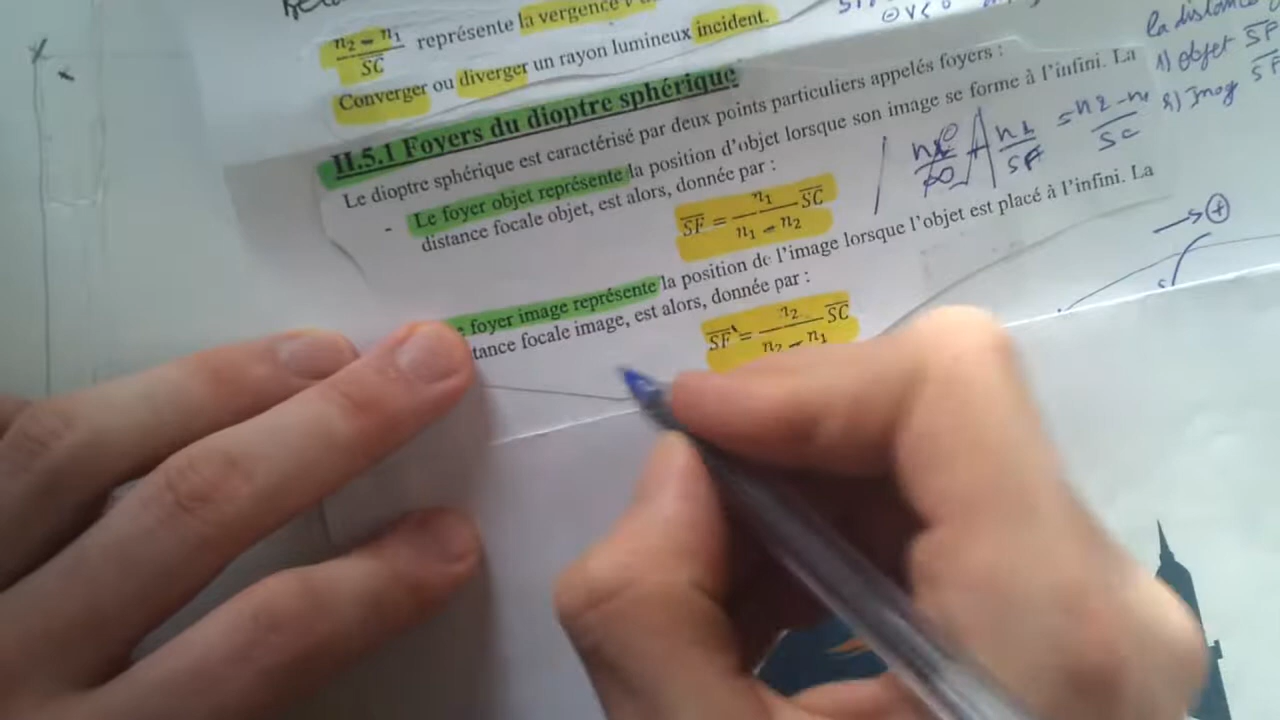 n₂ - n₁ / SC représente la vergence
Converger ou diverger un rayon lumineux incident.
⊖ V<0
la distance
1) objet SF
2) Imag SF
II.5.1 Foyers du dioptre sphérique
Le dioptre sphérique est caractérisé par deux points particuliers appelés foyers :
- Le foyer objet représente la position d'objet lorsque son image se forme à l'infini. La
distance focale objet, est alors, donnée par :
SF = n₁ / n₁ - n₂ SC
= n₂ - n₁ / SC
foyer image représente la position de l'image lorsque l'objet est placé à l'infini. La
tance focale image, est alors, donnée par :
SF' = n₂ / n₂ - n₁ SC
→ +